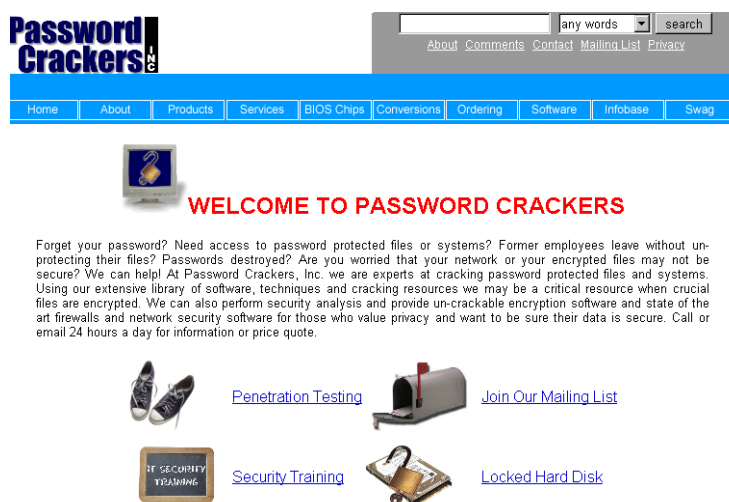 Password
Crackers INC
any words search
About Comments Contact Mailing List Privacy
Home About Products Services BIOS Chips Conversions Ordering Software Infobase Swag
WELCOME TO PASSWORD CRACKERS
Forget your password? Need access to password protected files or systems? Former employees leave without un-
protecting their files? Passwords destroyed? Are you worried that your network or your encrypted files may not be
secure? We can help! At Password Crackers, Inc. we are experts at cracking password protected files and systems.
Using our extensive library of software, techniques and cracking resources we may be a critical resource when crucial
files are encrypted. We can also perform security analysis and provide un-crackable encryption software and state of the
art firewalls and network security software for those who value privacy and want to be sure their data is secure. Call or
email 24 hours a day for information or price quote.
Penetration Testing Join Our Mailing List
IT SECURITY
TRAINING
Security Training Locked Hard Disk